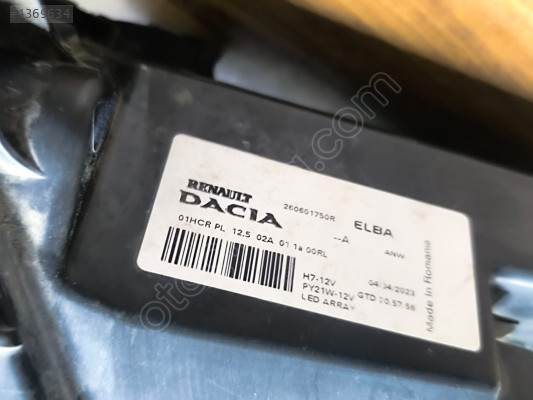 1369634
RENAULT
DACIA
260601750R ELBA
--A ANW
01HCR PL 12.5 02A 01 1a 00RL
H7-12V 04/04/2023
PY21W-12V GTD 00:57:56
LED ARRAY
Made in Romania